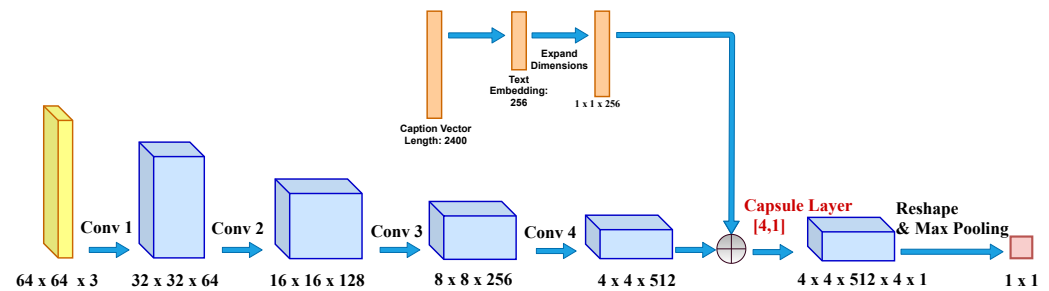 Caption Vector
Length: 2400
Text
Embedding:
256
Expand
Dimensions
1 x 1 x 256
64 x 64 x 3
Conv 1
32 x 32 x 64
Conv 2
16 x 16 x 128
Conv 3
8 x 8 x 256
Conv 4
4 x 4 x 512
Capsule Layer
[4,1]
4 x 4 x 512 x 4 x 1
Reshape
& Max Pooling
1 x 1